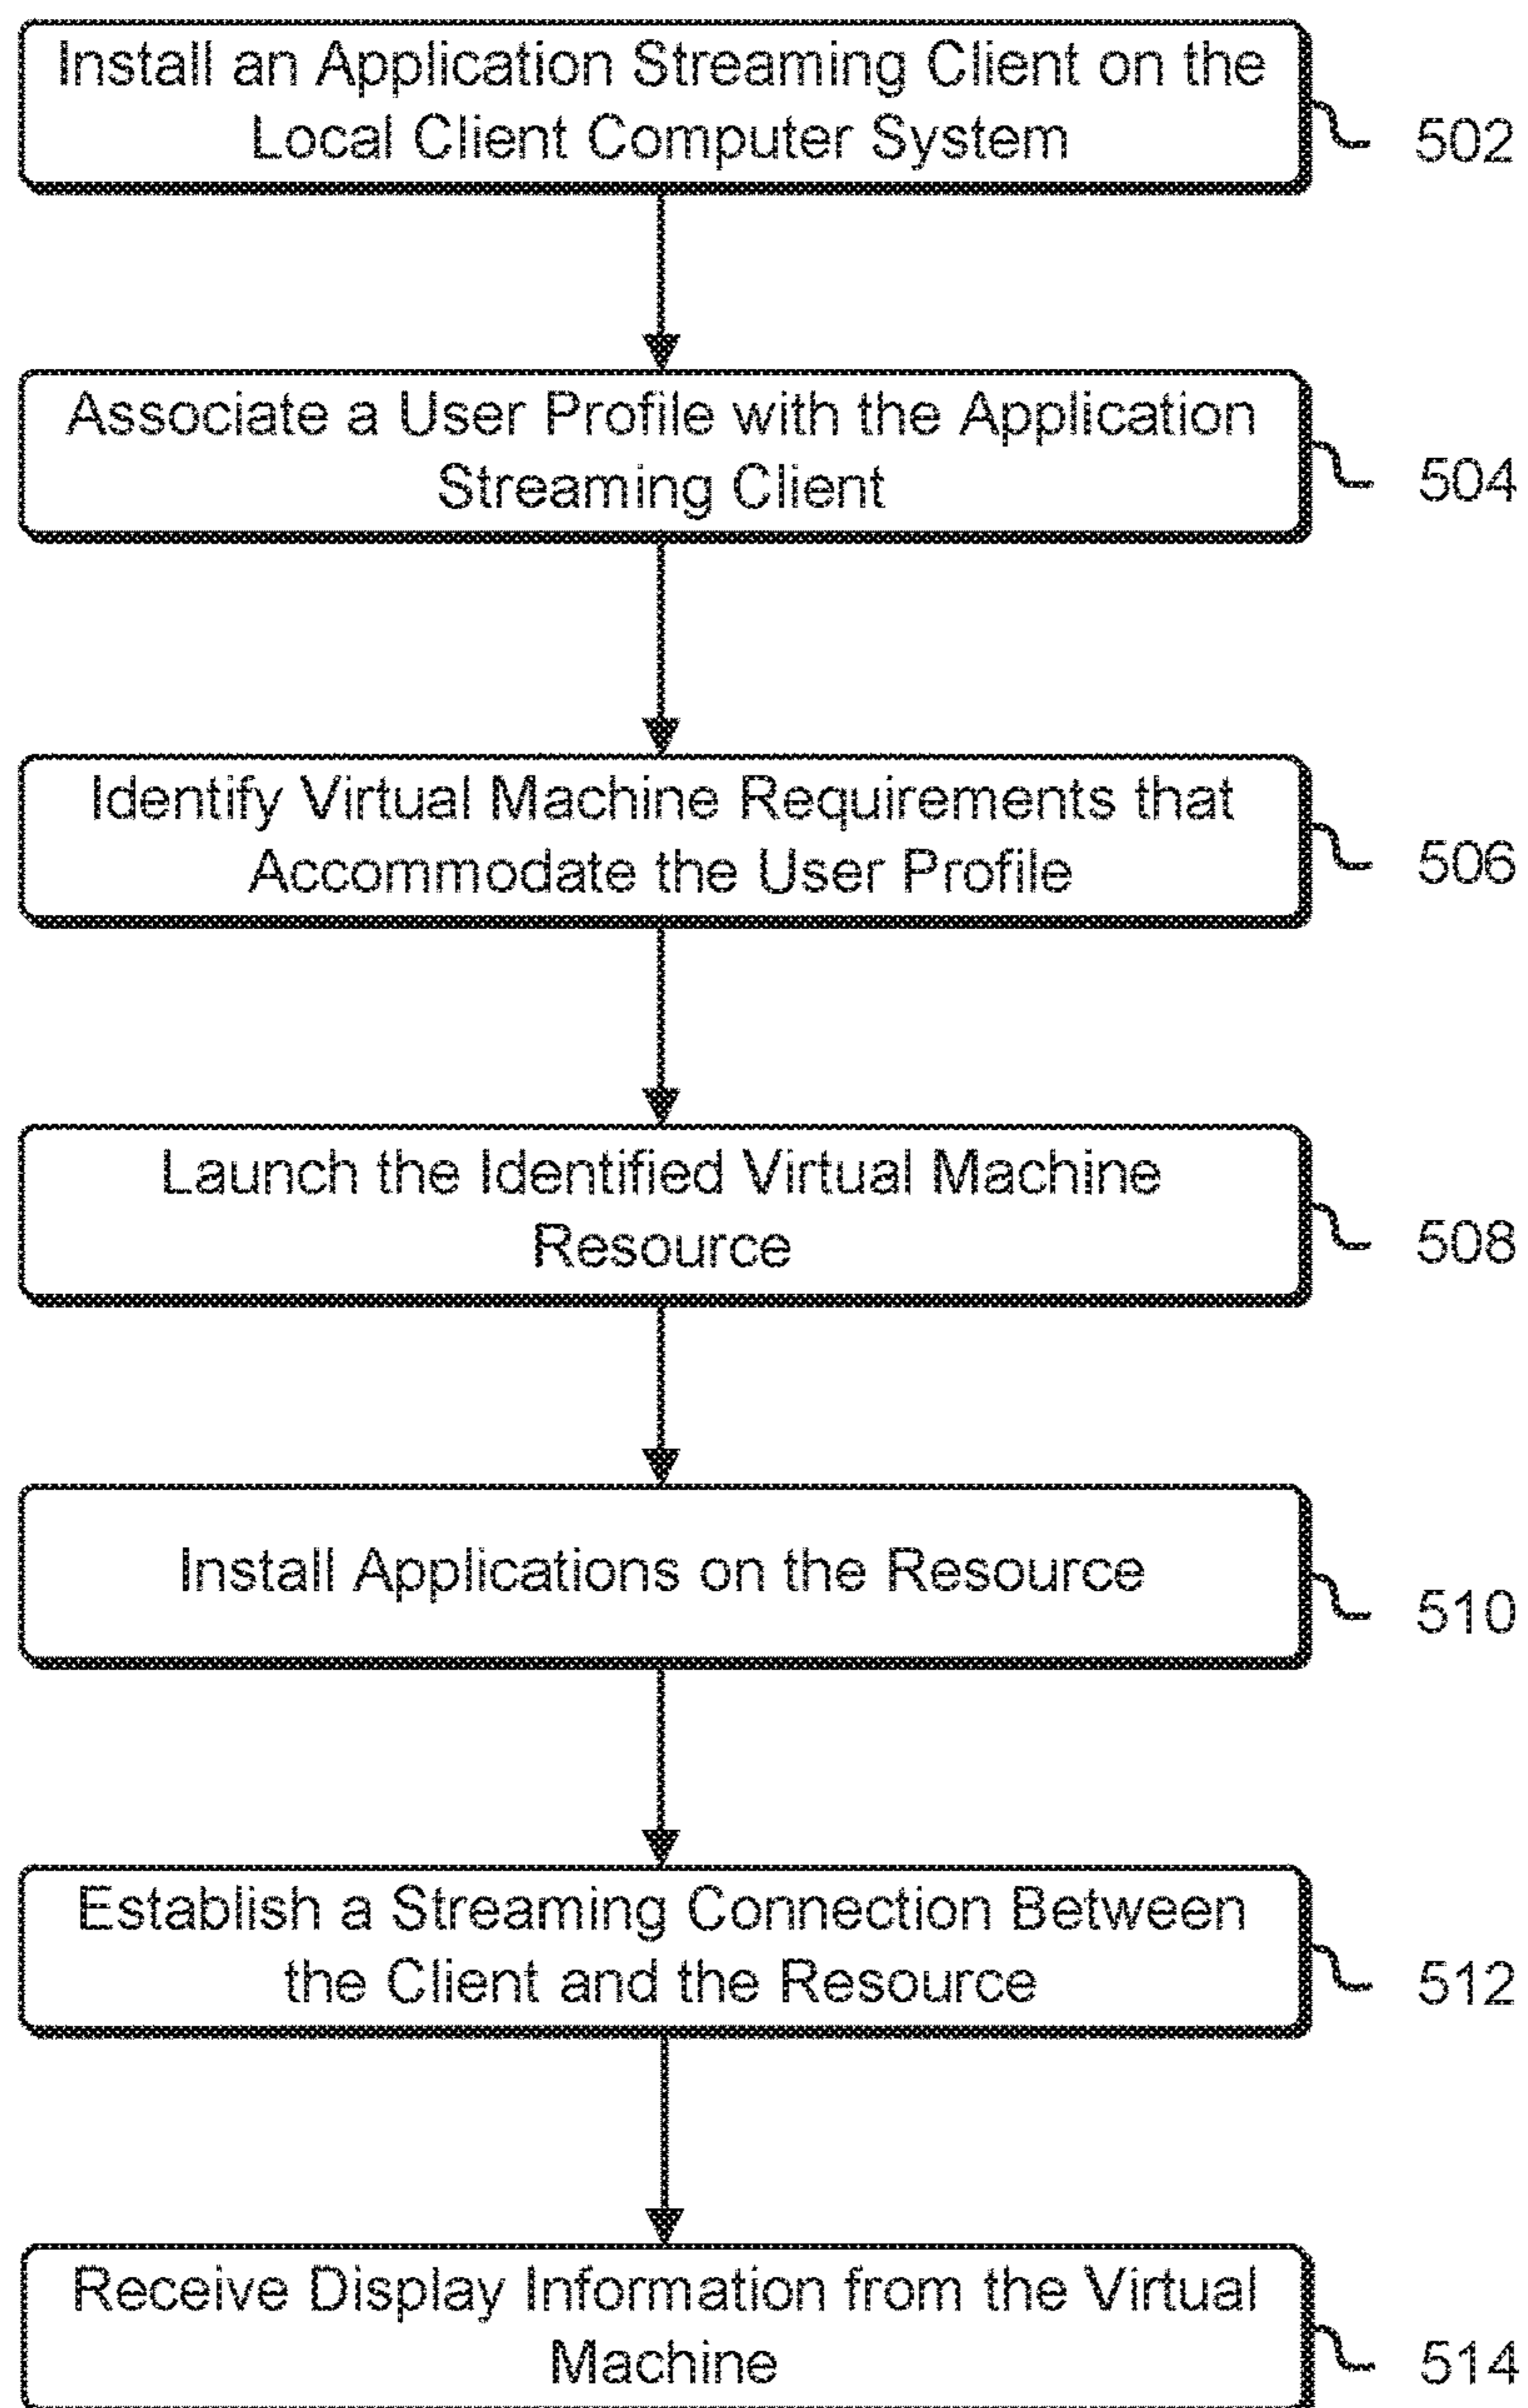 Install an Application Streaming Client on the
Local Client Computer System
502
Associate a User Profile with the Application
Streaming Client
504
Identify Virtual Machine Requirements that
Accommodate the User Profile
506
Launch the Identified Virtual Machine
Resource
508
Install Applications on the Resource
510
Establish a Streaming Connection Between
the Client and the Resource
512
Receive Display Information from the Virtual
Machine
514